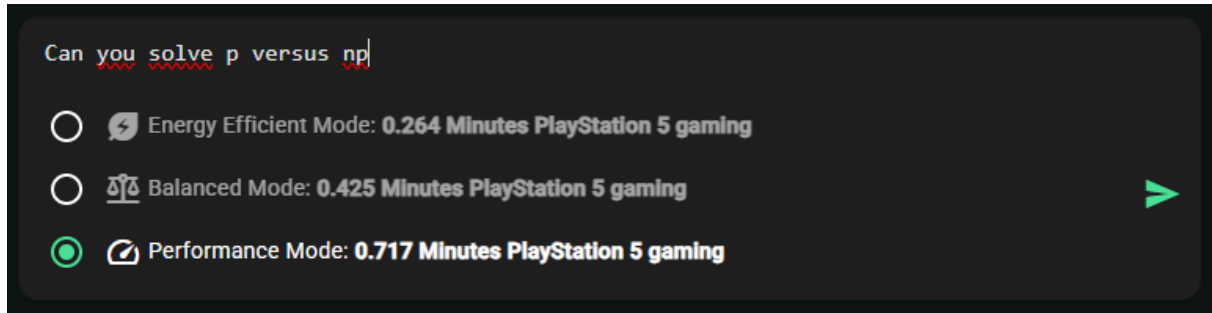 Can you solve p versus np
Energy Efficient Mode: 0.264 Minutes PlayStation 5 gaming
Balanced Mode: 0.425 Minutes PlayStation 5 gaming
Performance Mode: 0.717 Minutes PlayStation 5 gaming